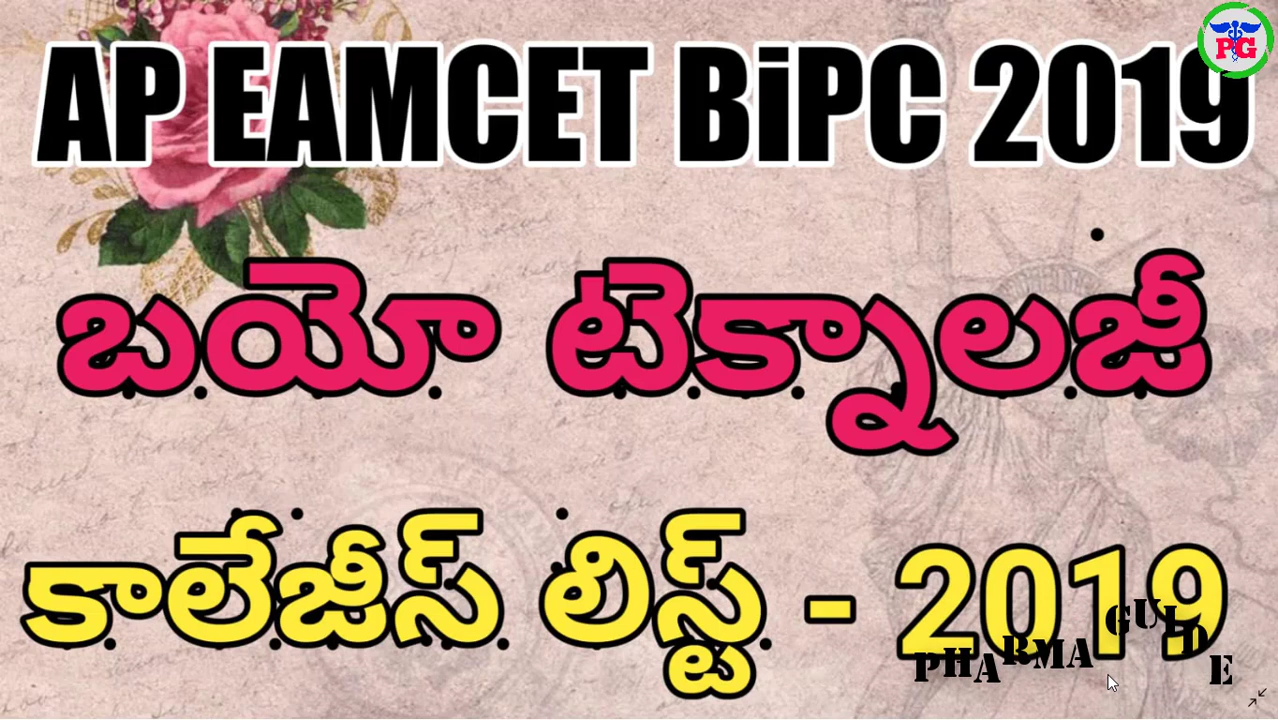 AP EAMCET BiPC 2019
PG
బయో టెక్నాలజీ
కాలేజీస్ లిస్ట్ - 2019
PHARMA GUIDE